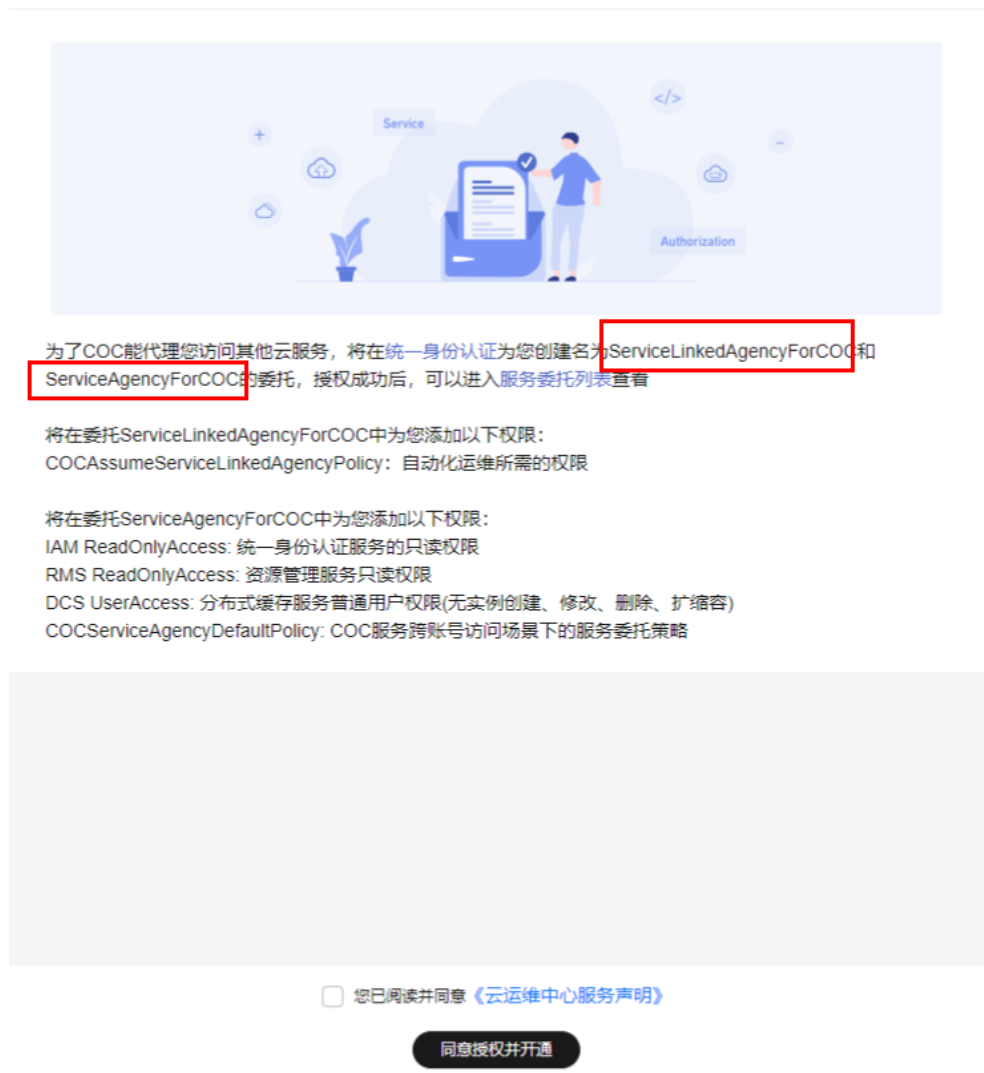 Service
</>
Authorization
为了COC能代理您访问其他云服务，将在统一身份认证为您创建名为ServiceLinkedAgencyForCOC和
ServiceAgencyForCOC的委托，授权成功后，可以进入服务委托列表查看
将在委托ServiceLinkedAgencyForCOC中为您添加以下权限：
COCAssumeServiceLinkedAgencyPolicy：自动化运维所需的权限
将在委托ServiceAgencyForCOC中为您添加以下权限：
IAM ReadOnlyAccess: 统一身份认证服务的只读权限
RMS ReadOnlyAccess: 资源管理服务只读权限
DCS UserAccess: 分布式缓存服务普通用户权限(无实例创建、修改、删除、扩缩容)
COCServiceAgencyDefaultPolicy: COC服务跨账号访问场景下的服务委托策略
您已阅读并同意《云运维中心服务声明》
同意授权并开通